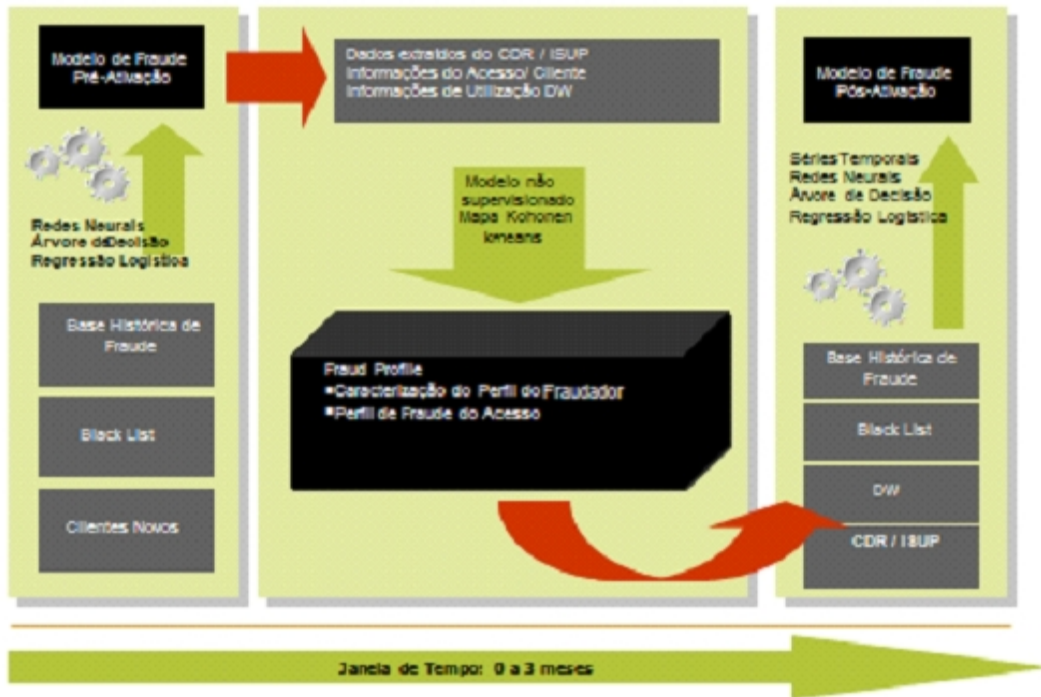 Modelo de Fraude
Pré-Ativação
Redes Neurais
Árvore de Decisão
Regressão Logística
Base Histórica de
Fraude
Black List
Clientes Novos
Dados extraídos do CDR / ISUP
Informações do Acesso/ Cliente
Informações de Utilização DW
Modelo não
supervisionado
Mapa Kohonen
kmeans
Fraud Profile
▪Caracterização do Perfil do Fraudador
▪Perfil de Fraude do Acesso
Modelo de Fraude
Pós-Ativação
Séries Temporais
Redes Neurais
Árvore de Decisão
Regressão Logística
Base Histórica de
Fraude
Black List
DW
CDR / ISUP
Janela de Tempo: 0 a 3 meses